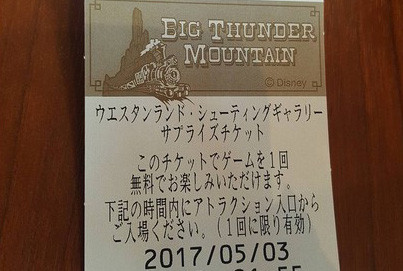 BIG THUNDER
MOUNTAIN
© Disney
ウエスタンランド・シューティングギャラリー
サプライズチケット
このチケットでゲームを1回
無料でお楽しみいただけます。
下記の時間内にアトラクション入口から
ご入場ください。(1回に限り有効)
2017/05/03